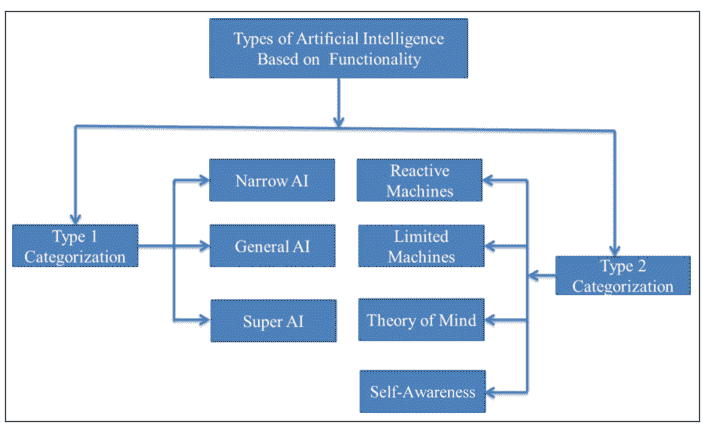 Types of Artificial Intelligence
Based on Functionality
Type 1
Categorization
Narrow AI
General AI
Super AI
Reactive
Machines
Limited
Machines
Theory of Mind
Self-Awareness
Type 2
Categorization